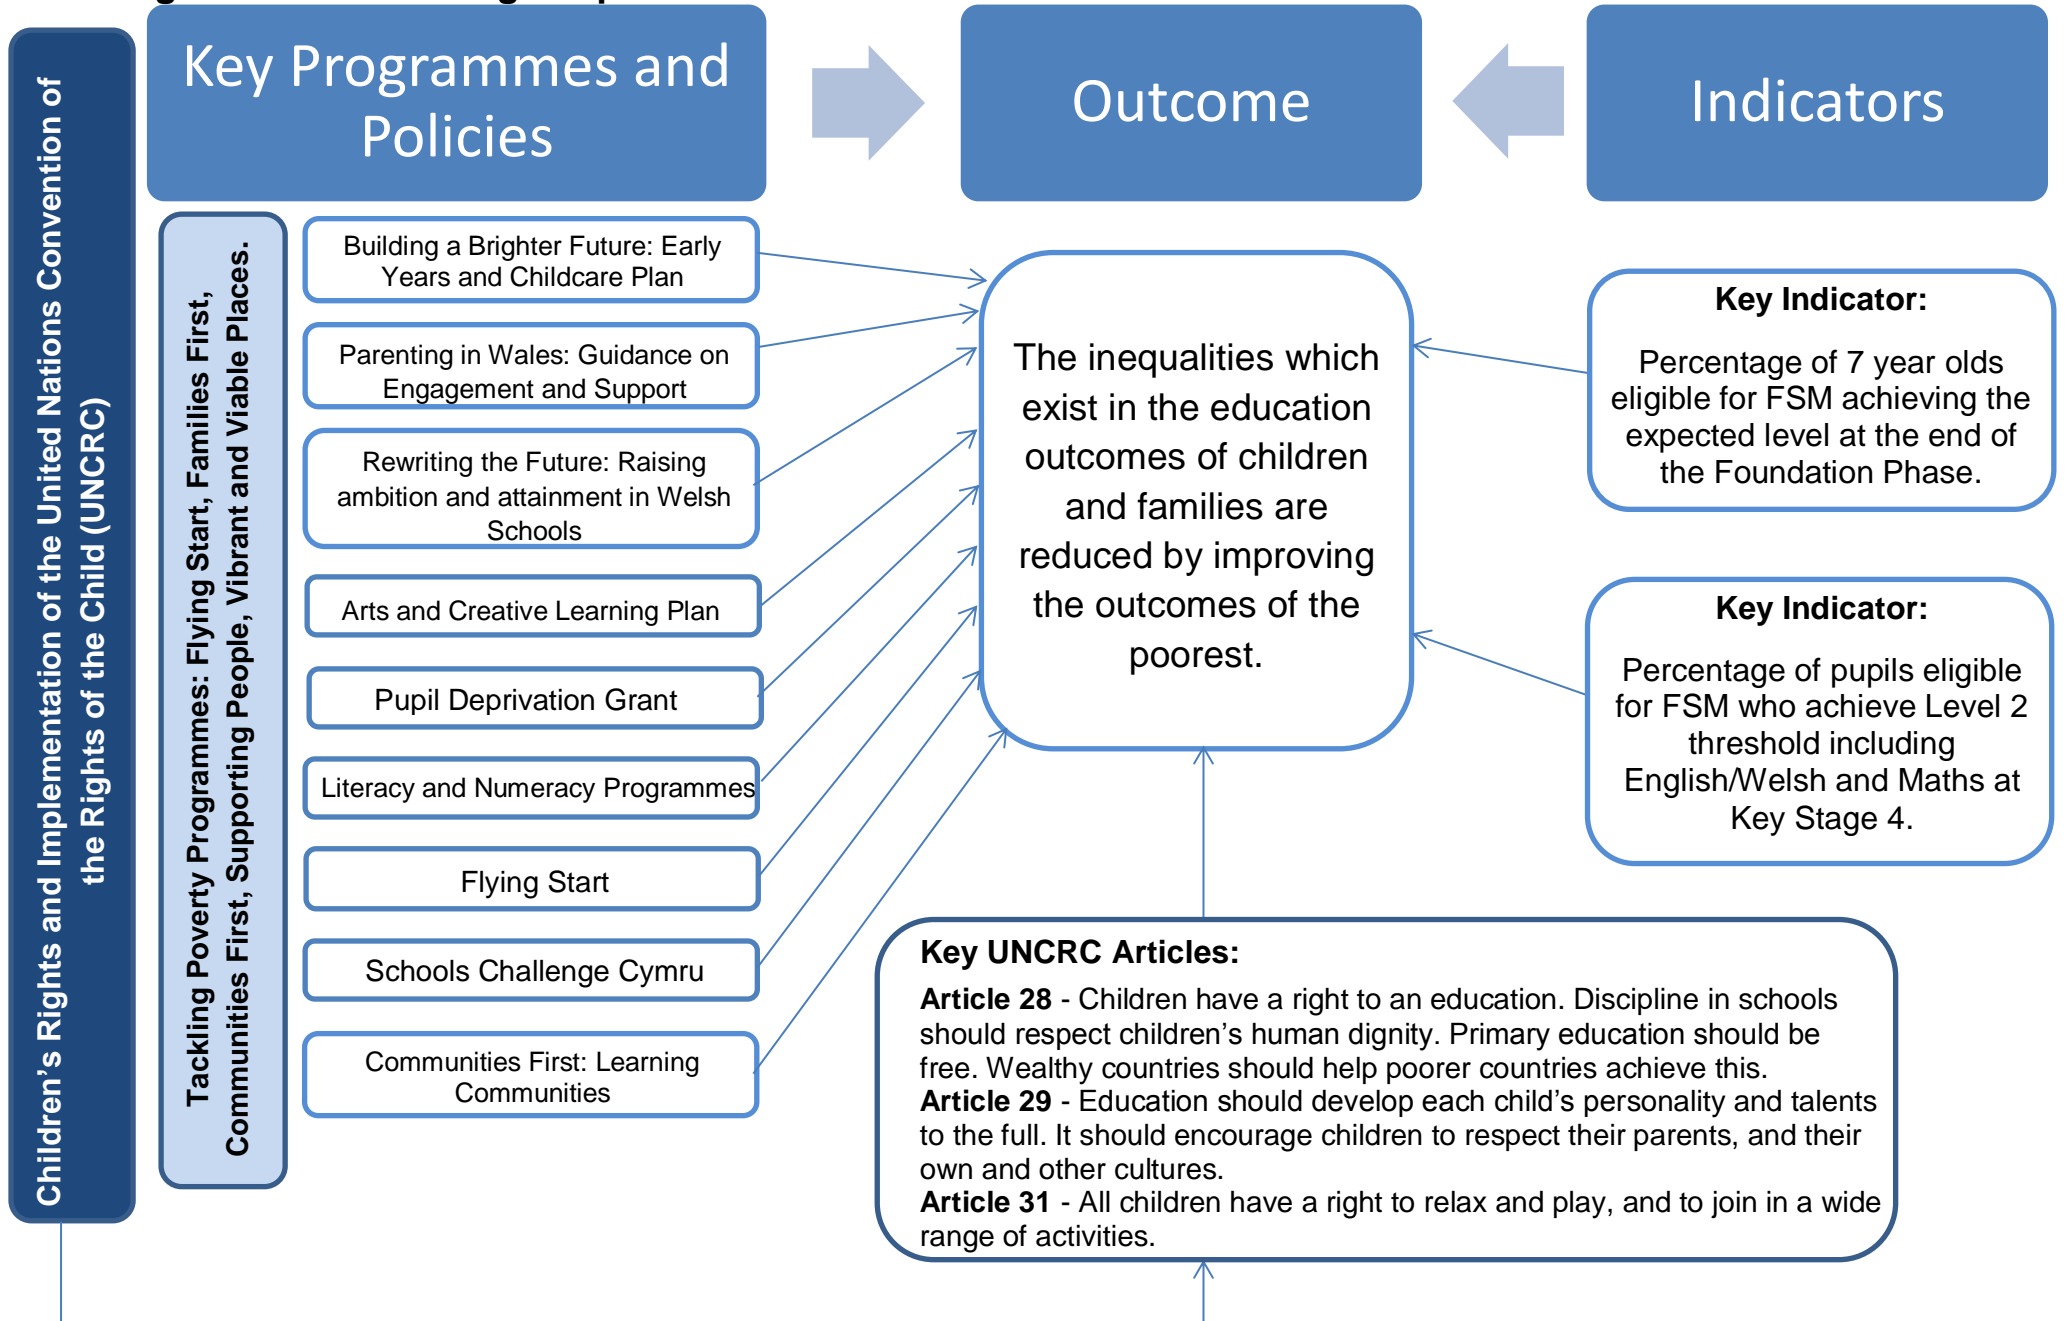 Key Programmes and
Policies
Outcome
Indicators
Children's Rights and Implementation of the United Nations Convention of
the Rights of the Child (UNCRC)
Tackling Poverty Programmes: Flying Start, Families First,
Communities First, Supporting People, Vibrant and Viable Places.
Building a Brighter Future: Early
Years and Childcare Plan
Parenting in Wales: Guidance on
Engagement and Support
Rewriting the Future: Raising
ambition and attainment in Welsh
Schools
Arts and Creative Learning Plan
Pupil Deprivation Grant
Literacy and Numeracy Programmes
Flying Start
Schools Challenge Cymru
Communities First: Learning
Communities
The inequalities which
exist in the education
outcomes of children
and families are
reduced by improving
the outcomes of the
poorest.
Key Indicator:
Percentage of 7 year olds
eligible for FSM achieving the
expected level at the end of
the Foundation Phase.
Key Indicator:
Percentage of pupils eligible
for FSM who achieve Level 2
threshold including
English/Welsh and Maths at
Key Stage 4.
Key UNCRC Articles:
Article 28 - Children have a right to an education. Discipline in schools
should respect children's human dignity. Primary education should be
free. Wealthy countries should help poorer countries achieve this.
Article 29 - Education should develop each child's personality and talents
to the full. It should encourage children to respect their parents, and their
own and other cultures.
Article 31 - All children have a right to relax and play, and to join in a wide
range of activities.